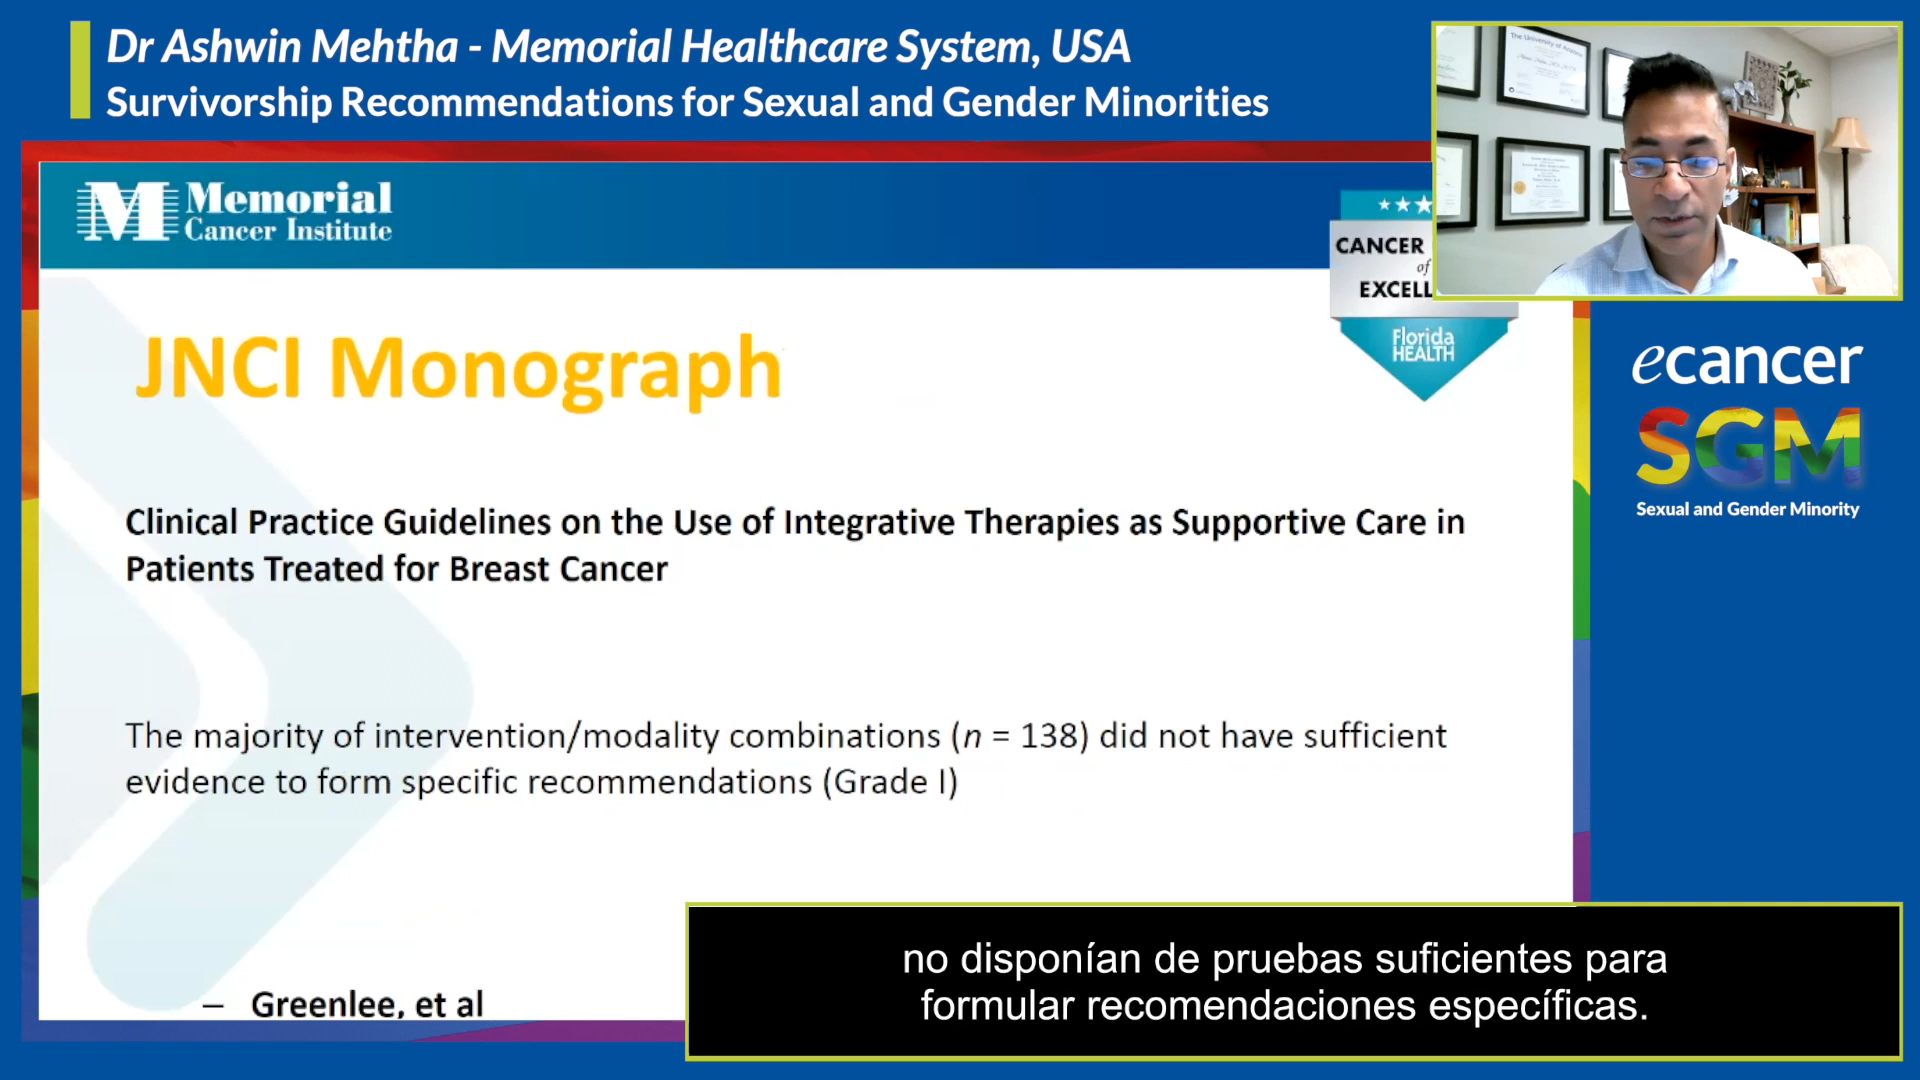 Dr Ashwin Mehtha - Memorial Healthcare System, USA
Survivorship Recommendations for Sexual and Gender Minorities
Memorial
Cancer Institute
CANCER
of
EXCELL
Florida
HEALTH
JNCI Monograph
Clinical Practice Guidelines on the Use of Integrative Therapies as Supportive Care in
Patients Treated for Breast Cancer
The majority of intervention/modality combinations (n = 138) did not have sufficient
evidence to form specific recommendations (Grade I)
– Greenlee, et al
ecancer
SGM
Sexual and Gender Minority
no disponían de pruebas suficientes para
formular recomendaciones específicas.